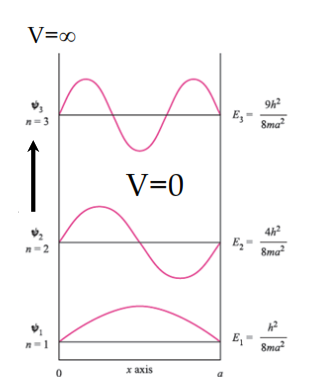 V=∞
ψ₃
n = 3
E₃ = 9h²/8ma²
V=0
ψ₂
n = 2
E₂ = 4h²/8ma²
ψ₁
n = 1
E₁ = h²/8ma²
0 x axis a